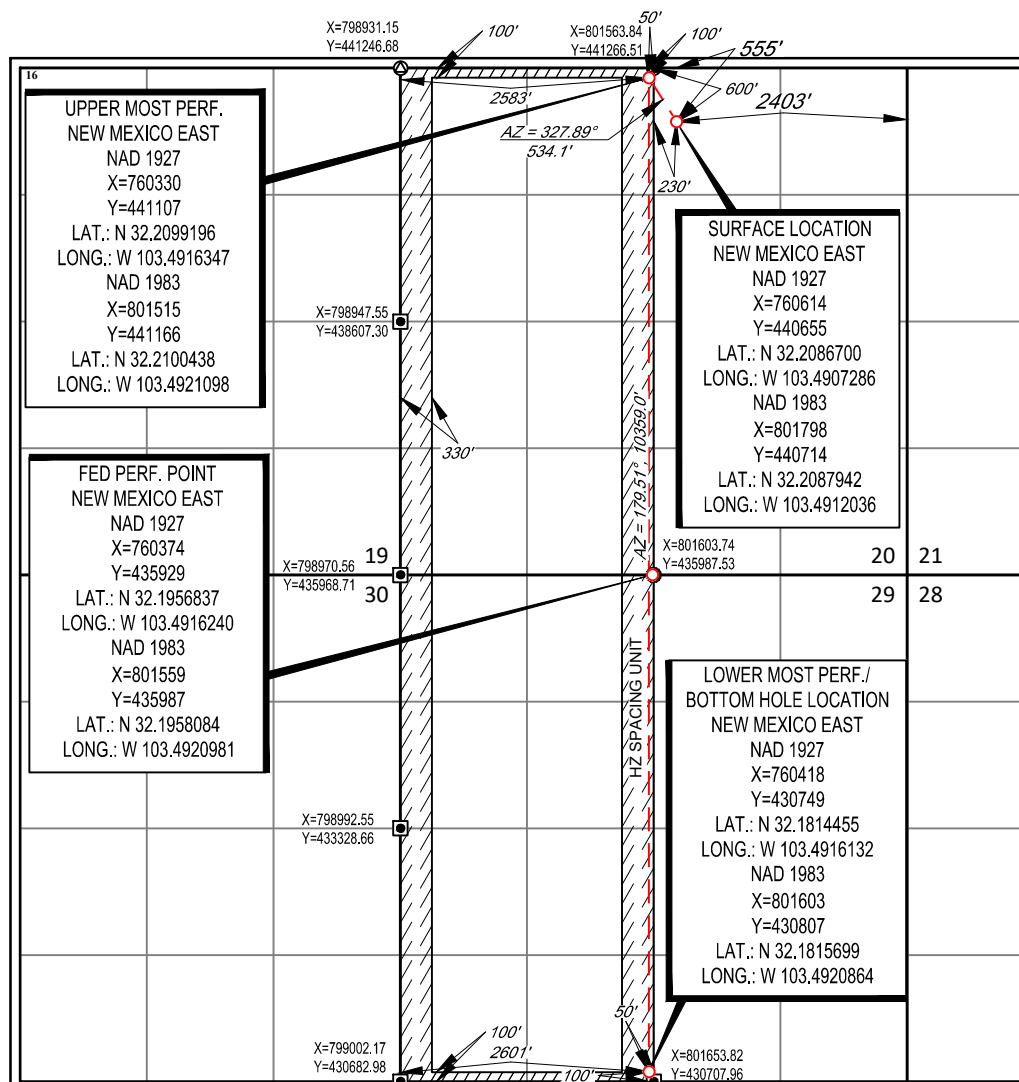 X=798931.15
Y=441246.68
100'
X=801563.84
Y=441266.51
50'
100'
555'
16
2583'
600'
2403'
AZ = 327.89°
534.1'
230'
UPPER MOST PERF.
NEW MEXICO EAST
NAD 1927
X=760330
Y=441107
LAT.: N 32.2099196
LONG.: W 103.4916347
NAD 1983
X=801515
Y=441166
LAT.: N 32.2100438
LONG.: W 103.4921098
SURFACE LOCATION
NEW MEXICO EAST
NAD 1927
X=760614
Y=440655
LAT.: N 32.2086700
LONG.: W 103.4907286
NAD 1983
X=801798
Y=440714
LAT.: N 32.2087942
LONG.: W 103.4912036
X=798947.55
Y=438607.30
330'
AZ = 179.51° 10359.0'
FED PERF. POINT
NEW MEXICO EAST
NAD 1927
X=760374
Y=435929
LAT.: N 32.1956837
LONG.: W 103.4916240
NAD 1983
X=801559
Y=435987
LAT.: N 32.1958084
LONG.: W 103.4920981
X=798970.56
Y=435968.71
19
30
X=801603.74
Y=435987.53
20
21
29
28
HZ SPACING UNIT
LOWER MOST PERF./
BOTTOM HOLE LOCATION
NEW MEXICO EAST
NAD 1927
X=760418
Y=430749
LAT.: N 32.1814455
LONG.: W 103.4916132
NAD 1983
X=801603
Y=430807
LAT.: N 32.1815699
LONG.: W 103.4920864
X=798992.55
Y=433328.66
50'
X=799002.17
Y=430682.98
100'
2601'
100'
X=801653.82
Y=430707.96